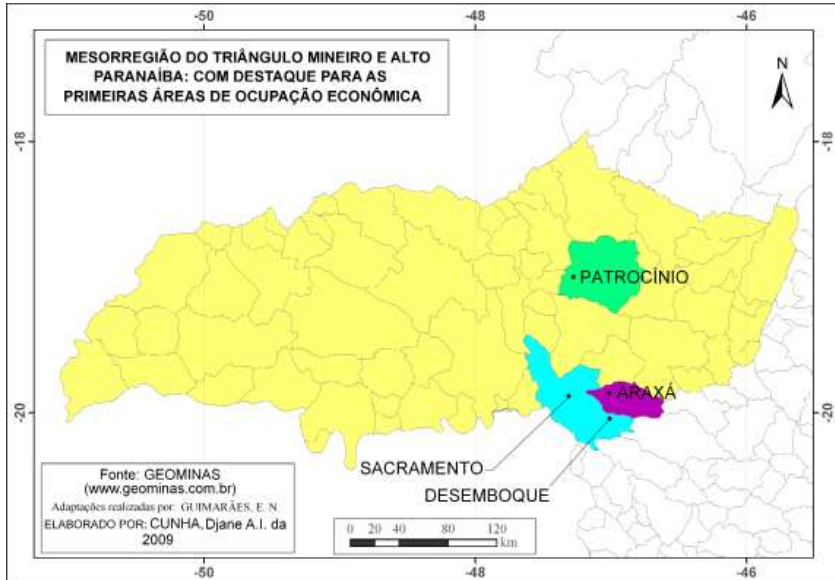 -50
-48
-46
MESORREGIÃO DO TRIÂNGULO MINEIRO E ALTO
PARANAÍBA: COM DESTAQUE PARA AS
PRIMEIRAS ÁREAS DE OCUPAÇÃO ECONÔMICA
N
-18
-18
PATROCÍNIO
ARAXÁ
-20
-20
SACRAMENTO
DESEMBOQUE
Fonte: GEOMINAS
(www.geominas.com.br)
Adaptações realizadas por: GUIMARÃES, E. N.
ELABORADO POR: CUNHA, Djane A.I. da
2009
0 20 40 80 120
km
-50
-48
-46